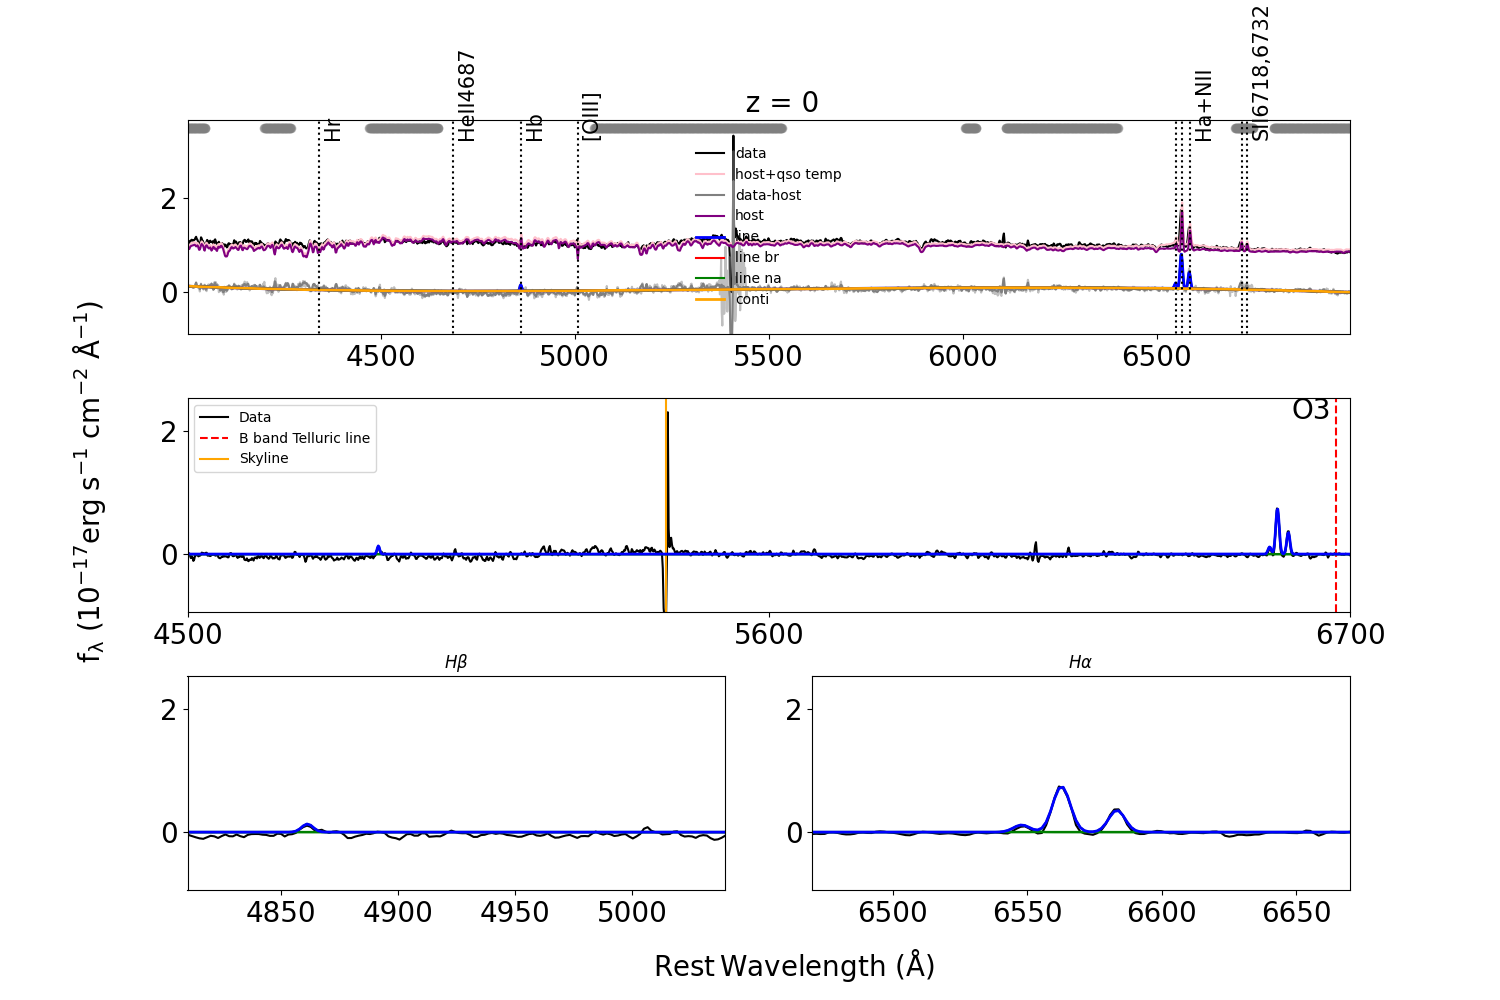 z = 0
Hr
HeII4687
Hb
[OIII]
Ha+NII
SII6718,6732
data
host+qso temp
data-host
host
line
line br
line na
conti
2
0
4500
5000
5500
6000
6500
fλ (10−17erg s−1 cm−2 Å−1)
Data
B band Telluric line
Skyline
O3
2
0
4500
5600
6700
Hβ
2
0
4850
4900
4950
5000
Hα
2
0
6500
6550
6600
6650
Rest Wavelength (Å)